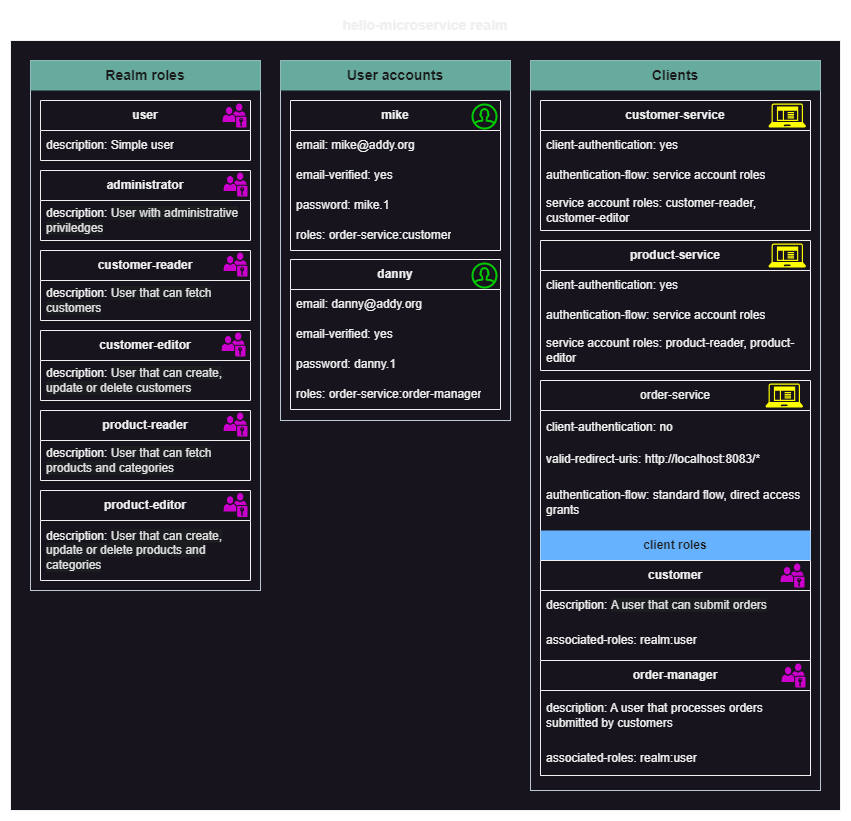 hello-microservice realm
Realm roles
user
description: Simple user
administrator
description: User with administrative
priviledges
customer-reader
description: User that can fetch
customers
customer-editor
description: User that can create,
update or delete customers
product-reader
description: User that can fetch
products and categories
product-editor
description: User that can create,
update or delete products and
categories
User accounts
mike
email: mike@addy.org
email-verified: yes
password: mike.1
roles: order-service:customer
danny
email: danny@addy.org
email-verified: yes
password: danny.1
roles: order-service:order-manager
Clients
customer-service
client-authentication: yes
authentication-flow: service account roles
service account roles: customer-reader,
customer-editor
product-service
client-authentication: yes
authentication-flow: service account roles
service account roles: product-reader, product-
editor
order-service
client-authentication: no
valid-redirect-uris: http://localhost:8083/*
authentication-flow: standard flow, direct access
grants
client roles
customer
description: A user that can submit orders
associated-roles: realm:user
order-manager
description: A user that processes orders
submitted by customers
associated-roles: realm:user